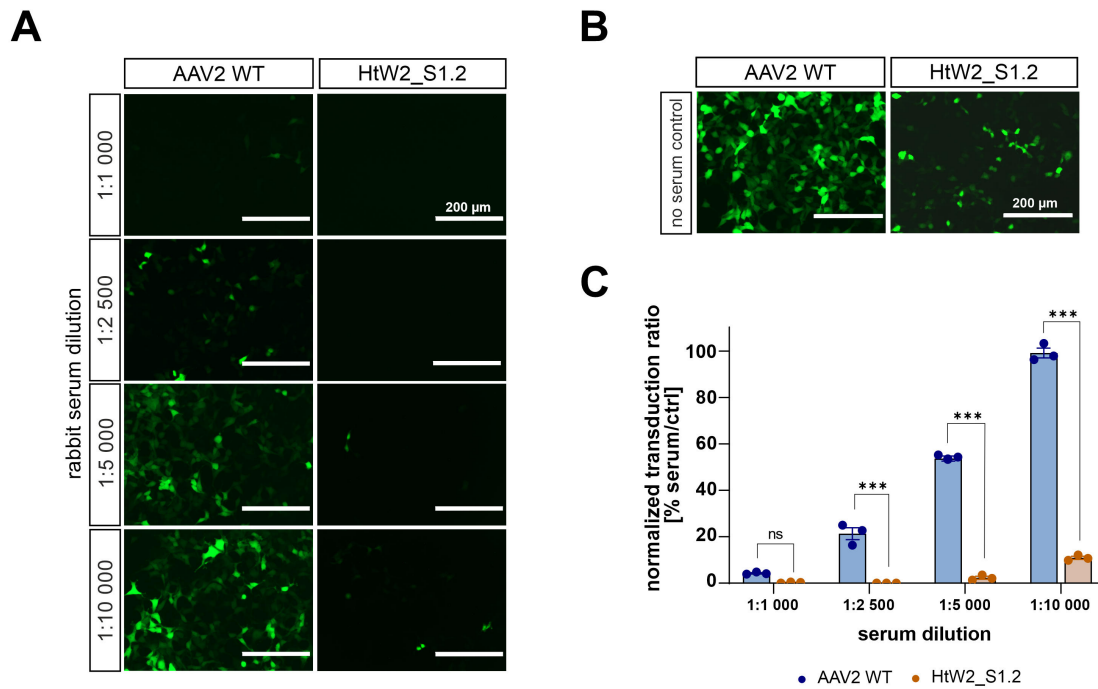 A
AAV2 WT
HtW2_S1.2
rabbit serum dilution
1:1 000
200 µm
1:2 500
1:5 000
1:10 000
B
AAV2 WT
HtW2_S1.2
no serum control
200 µm
C
normalized transduction ratio
[% serum/ctrl]
100
80
60
40
20
0
ns
***
***
***
1:1 000
1:2 500
1:5 000
1:10 000
serum dilution
AAV2 WT
HtW2_S1.2